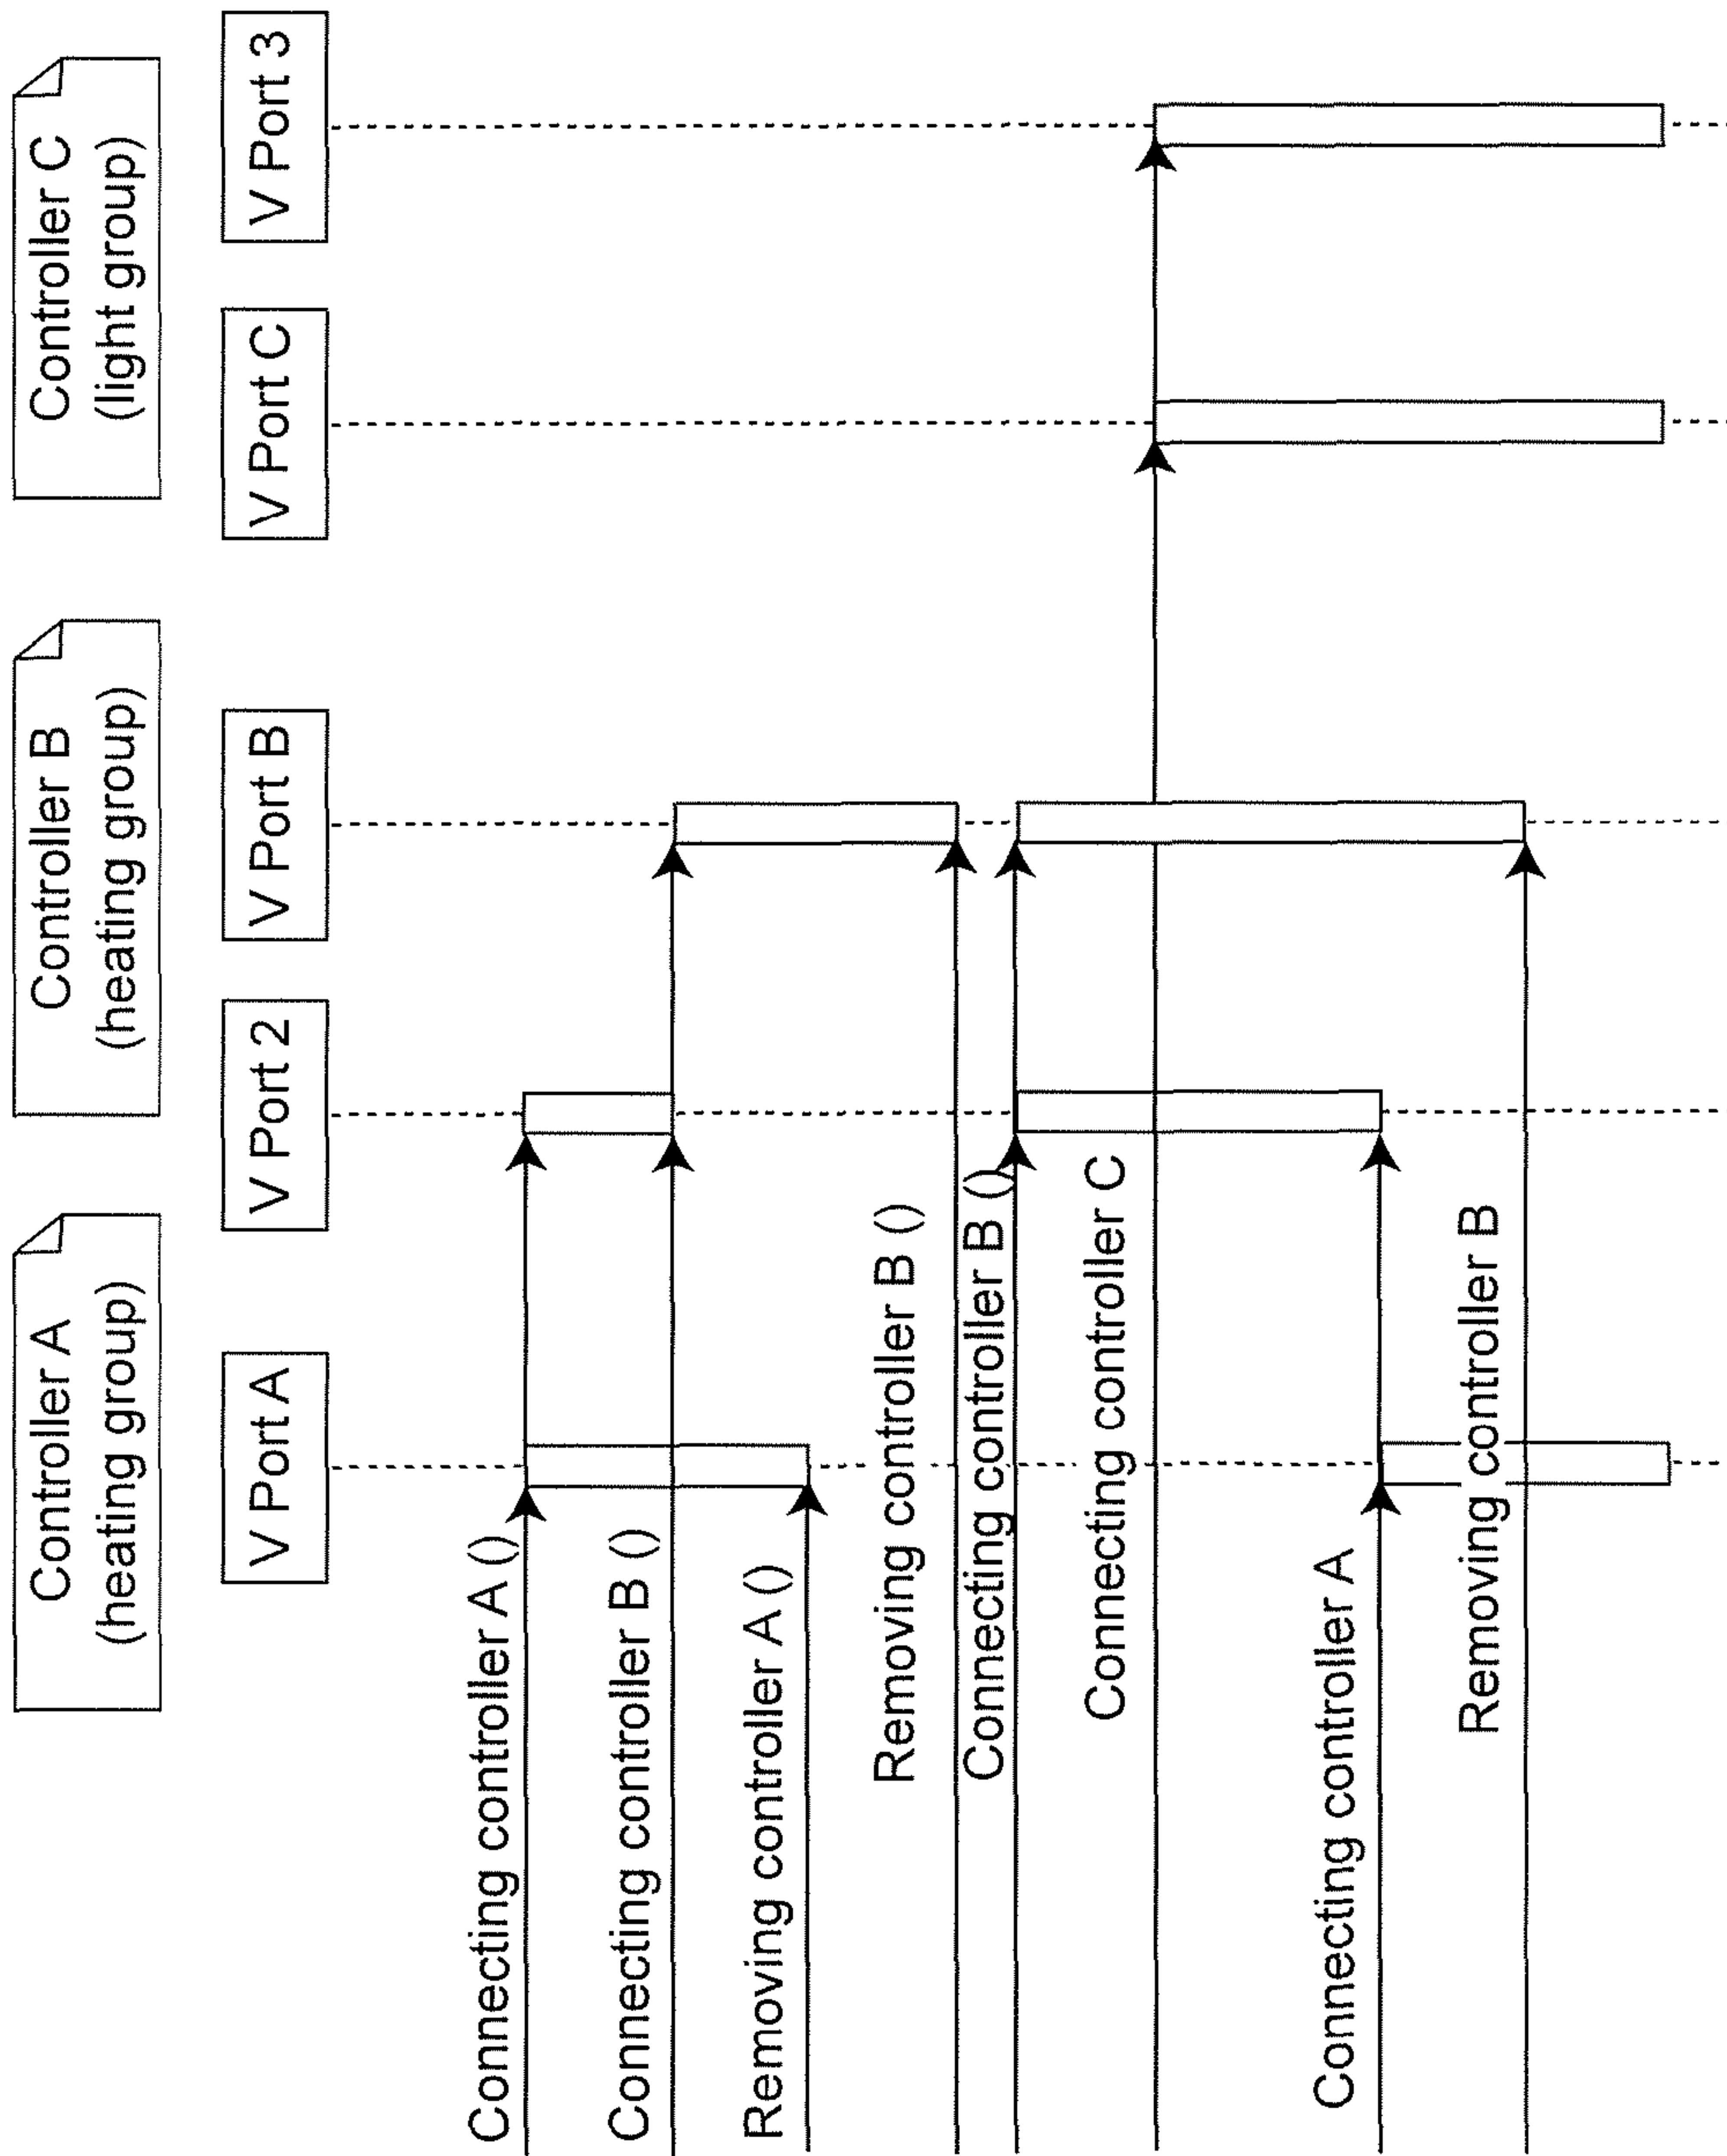 Controller A
(heating group)
Controller B
(heating group)
Controller C
(light group)
V Port A
V Port 2
V Port B
V Port C
V Port 3
Connecting controller A ()
Connecting controller B ()
Removing controller A ()
Removing controller B ()
Connecting controller B ()
Connecting controller C
Connecting controller A
Removing controller B